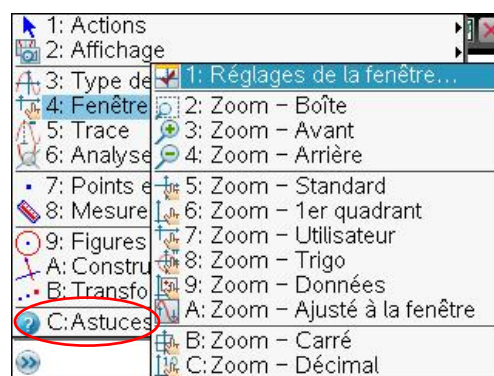 1: Actions
2: Affichage
3: Type de
4: Fenêtre
5: Trace
6: Analyse
7: Points e
8: Mesure
9: Figures
A: Constru
B: Transfo
C:Astuces
1: Réglages de la fenêtre...
2: Zoom – Boîte
3: Zoom – Avant
4: Zoom – Arrière
5: Zoom – Standard
6: Zoom – 1er quadrant
7: Zoom – Utilisateur
8: Zoom – Trigo
9: Zoom – Données
A: Zoom – Ajusté à la fenêtre
B: Zoom – Carré
C: Zoom – Décimal